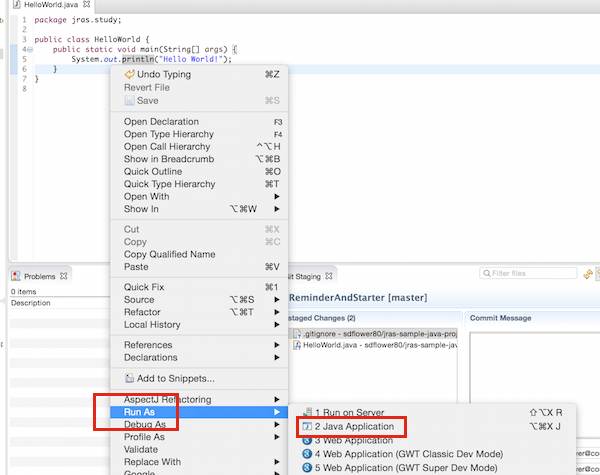 HelloWorld.java
1 package jras.study;
2
3 public class HelloWorld {
4 public static void main(String[] args) {
5 System.out.println("Hello World!");
6 }
7 }
8
Undo Typing ⌘Z
Revert File
Save ⌘S
Open Declaration F3
Open Type Hierarchy F4
Open Call Hierarchy ^⌥H
Show in Breadcrumb ⌥⌘B
Quick Outline ⌘O
Quick Type Hierarchy ⌘T
Open With
Show In ⌥⌘W
Cut ⌘X
Copy ⌘C
Copy Qualified Name
Paste ⌘V
Quick Fix ⌘1
Source ⌥⌘S
Refactor ⌥⌘T
Local History
References
Declarations
Add to Snippets...
AspectJ Refactoring
Run As
Debug As
Profile As
Validate
Replace With
Google
1 Run on Server ⇧⌥X R
2 Java Application ⌥⌘X J
3 Web Application
4 Web Application (GWT Classic Dev Mode)
5 Web Application (GWT Super Dev Mode)
Problems
0 items
Description
it Staging
Filter files
ReminderAndStarter [master]
staged Changes (2)
.gitignore - sdflower80/jras-sample-java-proj
HelloWorld.java - sdflower80/jras-sample-jav
Commit Message